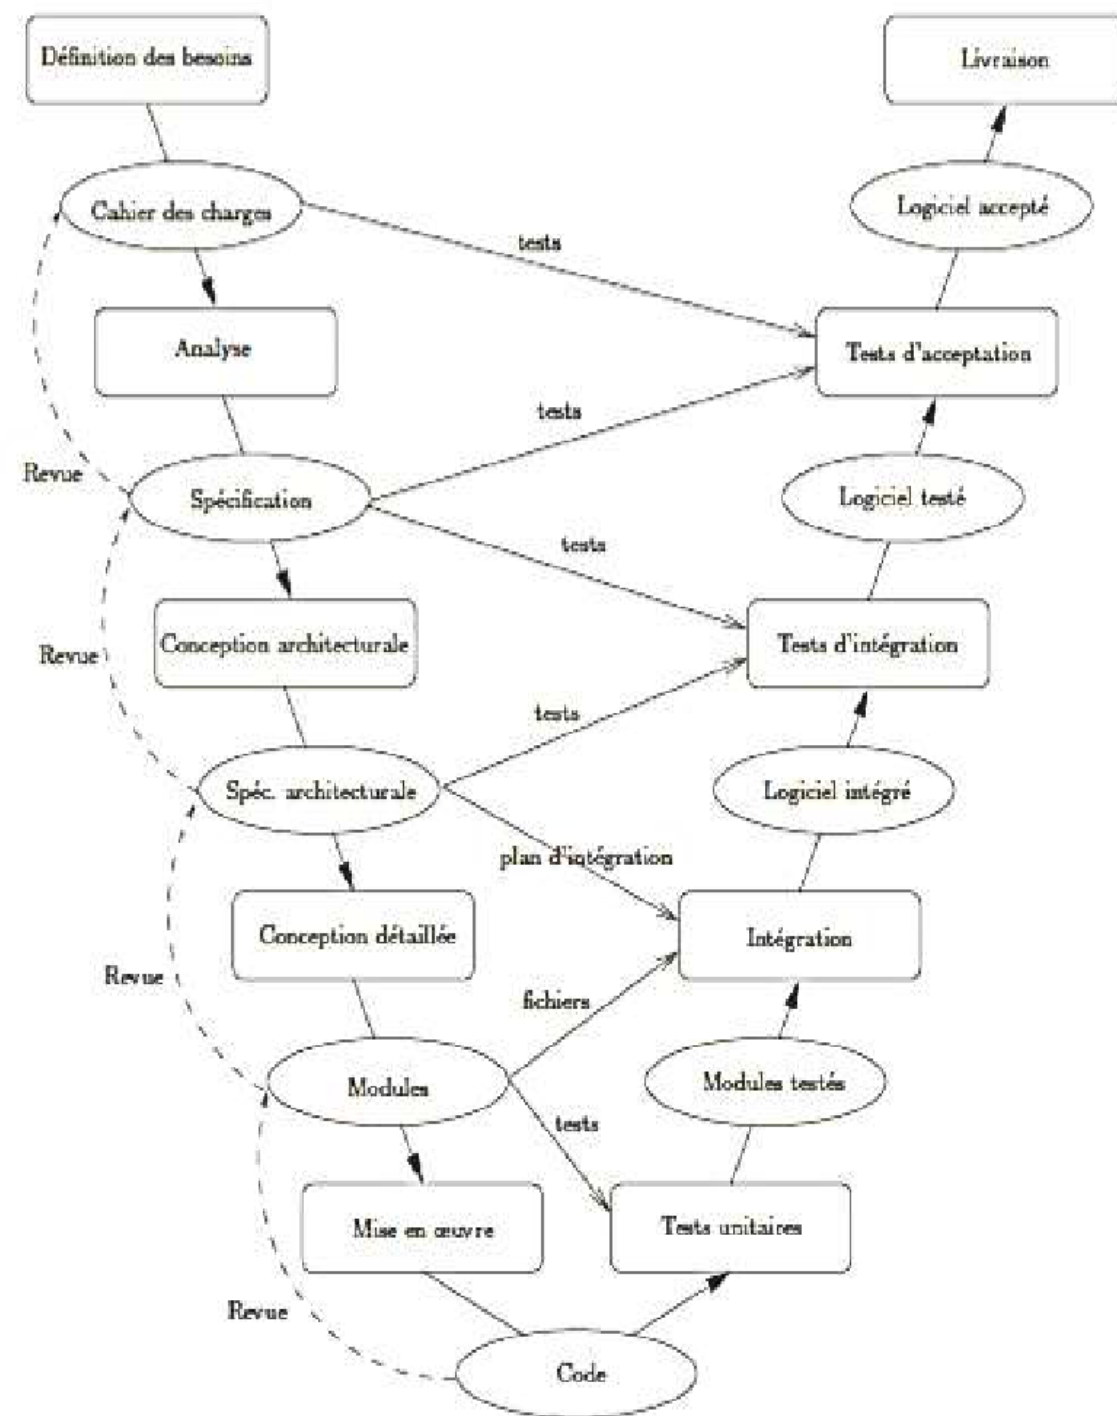 Définition des besoins
Livraison
Cahier des charges
Logiciel accepté
tests
Analyse
Tests d'acceptation
tests
Revue
Spécification
Logiciel testé
tests
Conception architecturale
Tests d'intégration
Revue
tests
Spéc. architecturale
Logiciel intégré
plan d'intégration
Conception détaillée
Intégration
Revue
fichiers
Modules
Modules testés
tests
Mise en œuvre
Tests unitaires
Revue
Code